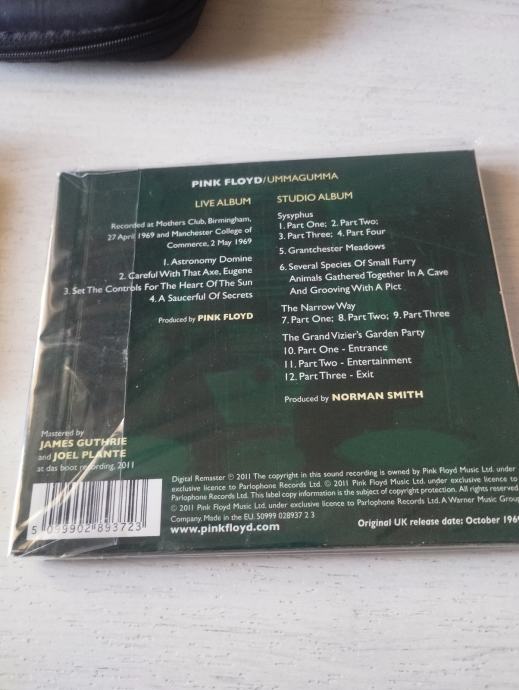 PINK FLOYD/UMMAGUMMA
LIVE ALBUM
Recorded at Mothers Club, Birmingham,
27 April 1969 and Manchester College of
Commerce, 2 May 1969
1. Astronomy Domine
2. Careful With That Axe, Eugene
3. Set The Controls For The Heart Of The Sun
4. A Saucerful Of Secrets
Produced by PINK FLOYD
STUDIO ALBUM
Sysyphus
1. Part One; 2. Part Two;
3. Part Three; 4. Part Four
5. Grantchester Meadows
6. Several Species Of Small Furry
Animals Gathered Together In A Cave
And Grooving With A Pict
The Narrow Way
7. Part One; 8. Part Two; 9. Part Three
The Grand Vizier's Garden Party
10. Part One - Entrance
11. Part Two - Entertainment
12. Part Three - Exit
Produced by NORMAN SMITH
Mastered by
JAMES GUTHRIE
and JOEL PLANTE
at das boot recording, 2011
5 099902 893723
Digital Remaster ℗ 2011 The copyright in this sound recording is owned by Pink Floyd Music Ltd. under
exclusive licence to Parlophone Records Ltd. © 2011 Pink Floyd Music Ltd. under exclusive licence to
Parlophone Records Ltd. This label copy information is the subject of copyright protection. All rights reserved.
© 2011 Pink Floyd Music Ltd. under exclusive licence to Parlophone Records Ltd. A Warner Music Group
Company. Made in the EU. 50999 028937 2 3
www.pinkfloyd.com
Original UK release date: October 1969